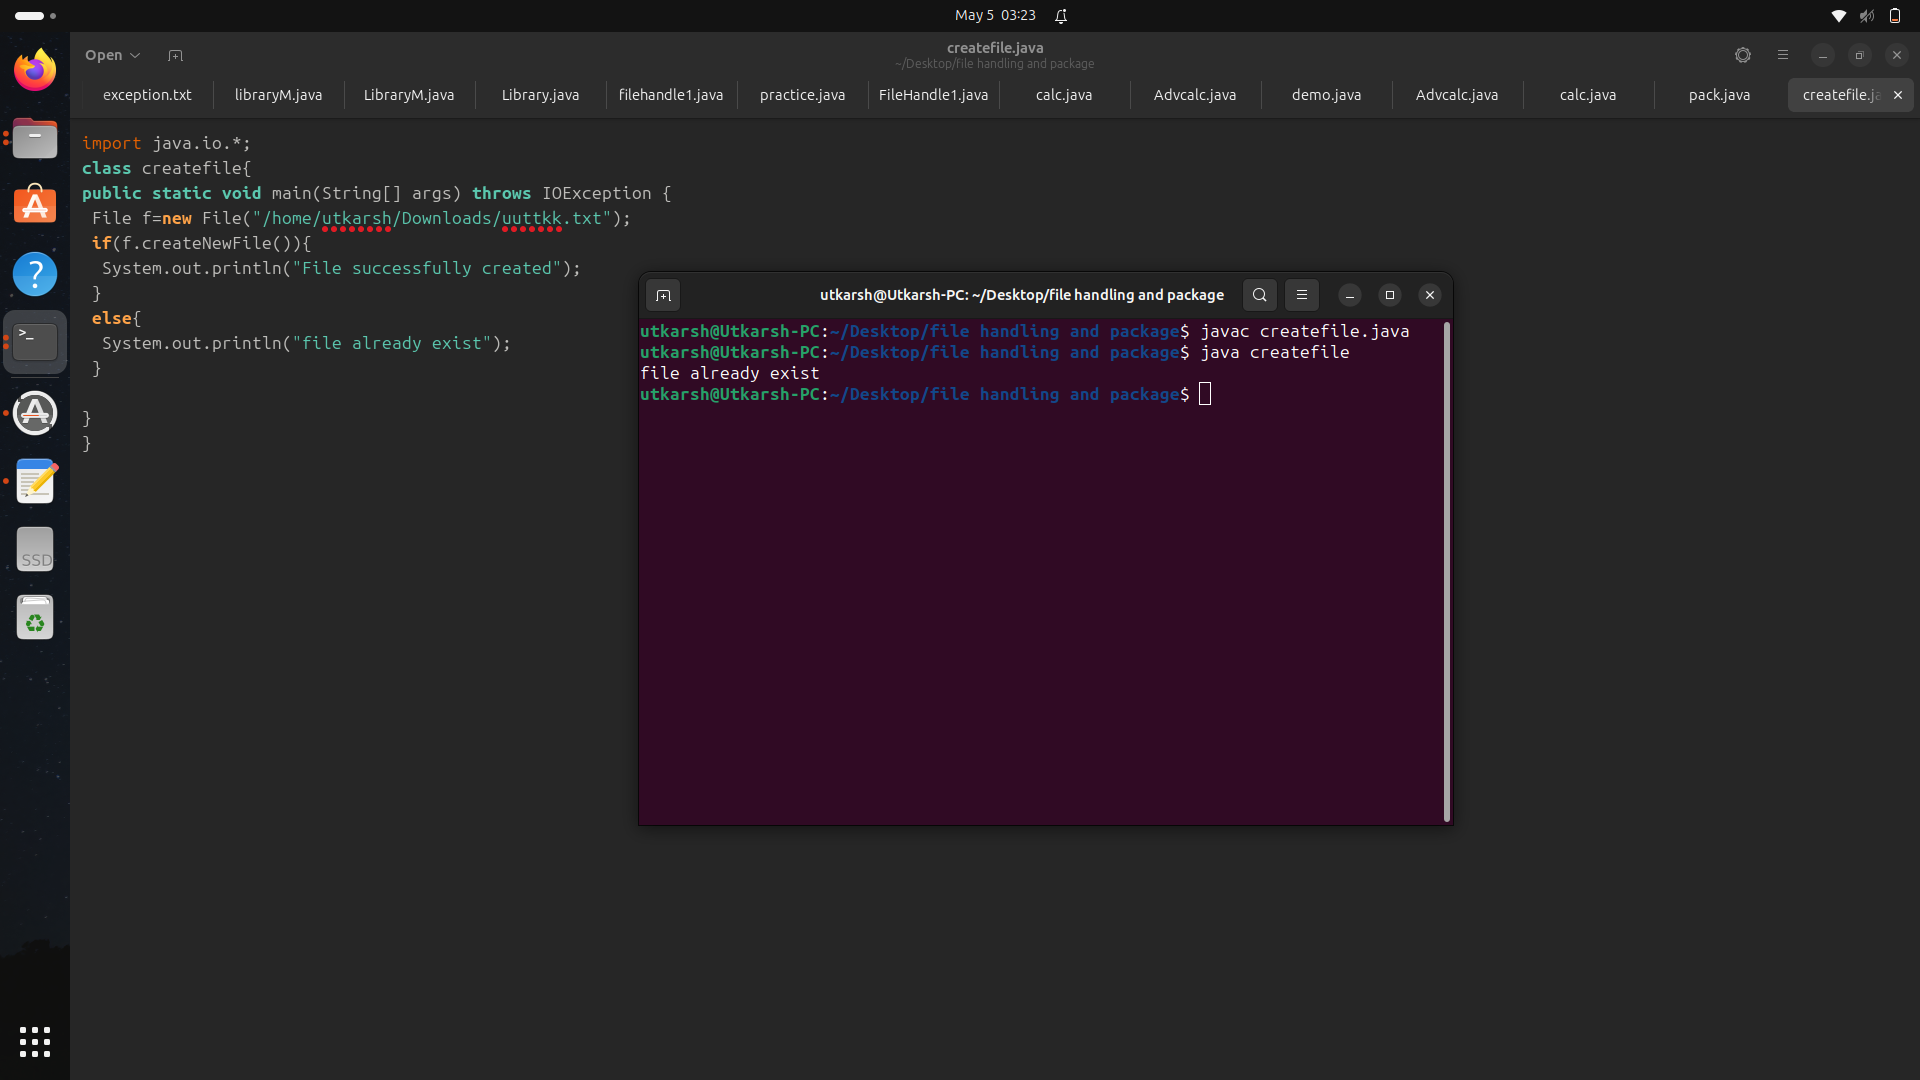 May 5 03:23
Open
createfile.java
~/Desktop/file handling and package
exception.txt libraryM.java LibraryM.java Library.java filehandle1.java practice.java FileHandle1.java calc.java Advcalc.java demo.java Advcalc.java calc.java pack.java createfile.ja
import java.io.*;
class createfile{
public static void main(String[] args) throws IOException {
 File f=new File("/home/utkarsh/Downloads/uuttkk.txt");
 if(f.createNewFile()){
  System.out.println("File successfully created");
 }
 else{
  System.out.println("file already exist");
 }
}
}
utkarsh@Utkarsh-PC: ~/Desktop/file handling and package
utkarsh@Utkarsh-PC:~/Desktop/file handling and package$ javac createfile.java
utkarsh@Utkarsh-PC:~/Desktop/file handling and package$ java createfile
file already exist
utkarsh@Utkarsh-PC:~/Desktop/file handling and package$
>_
SSD